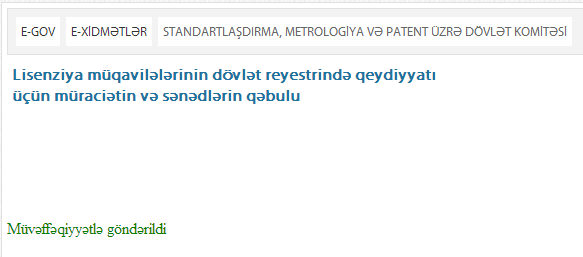 E-GOV E-XİDMƏTLƏR STANDARTLAŞDIRMA, METROLOGİYA VƏ PATENT ÜZRƏ DÖVLƏT KOMİTƏSİ
Lisenziya müqavilələrinin dövlət reyestrində qeydiyyatı
üçün müraciətin və sənədlərin qəbulu
Müvəffəqiyyətlə göndərildi